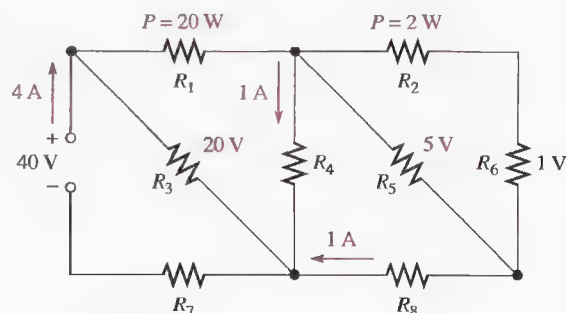 P = 20 W P = 2 W
R1 R2
4 A 1 A
+ 20 V 5 V
40 V R3 R4 R5 R6 1 V
−
1 A
R7 R8